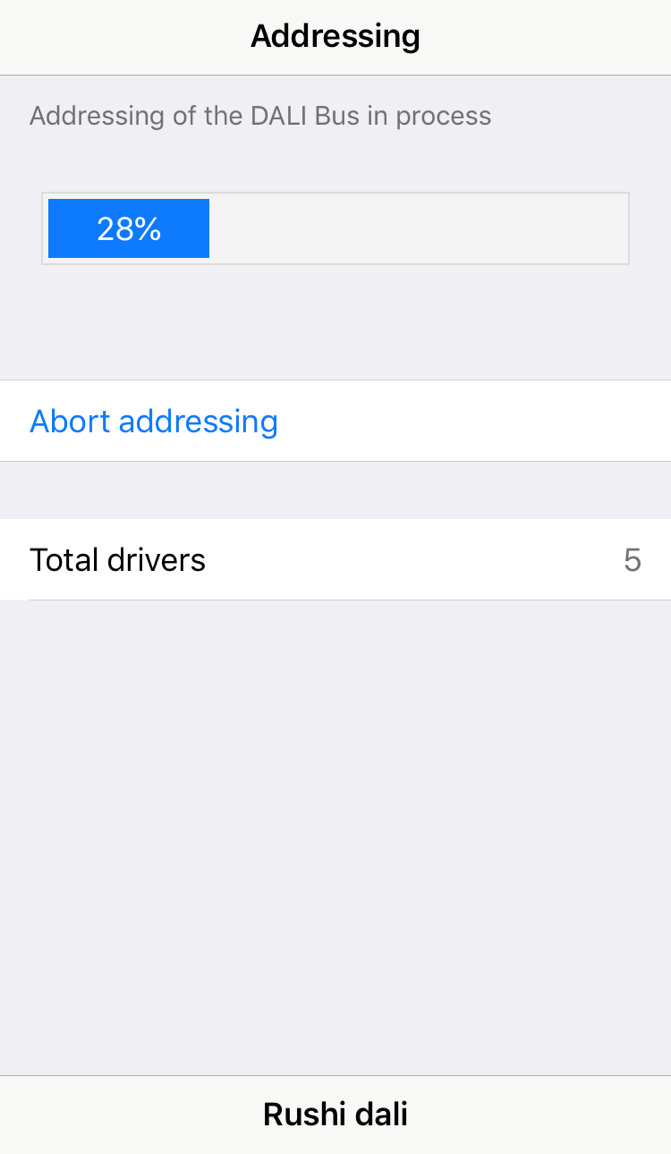 Addressing
Addressing of the DALI Bus in process
28%
Abort addressing
Total drivers 5
Rushi dali